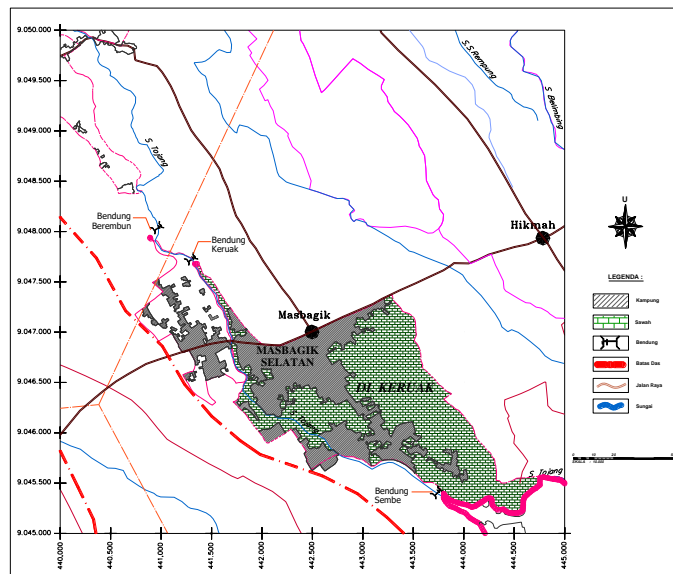 9.050.000
9.049.500
9.049.000
9.048.500
9.048.000
9.047.500
9.047.000
9.046.500
9.046.000
9.045.500
9.045.000
440.000
440.500
441.000
441.500
442.000
442.500
443.000
443.500
444.000
444.500
445.000
S. Tojang
S.S Rempung
S. Belimbing
Bendung
Berembun
Bendung
Keruak
Hikmah
Masbagik
MASBAGIK
SELATAN
DI. KERUAK
S. Tojang
S. Tojang
Bendung
Sembe
U
LEGENDA :
Kampung
Sawah
Bendung
Batas Das
Jalan Raya
Sungai